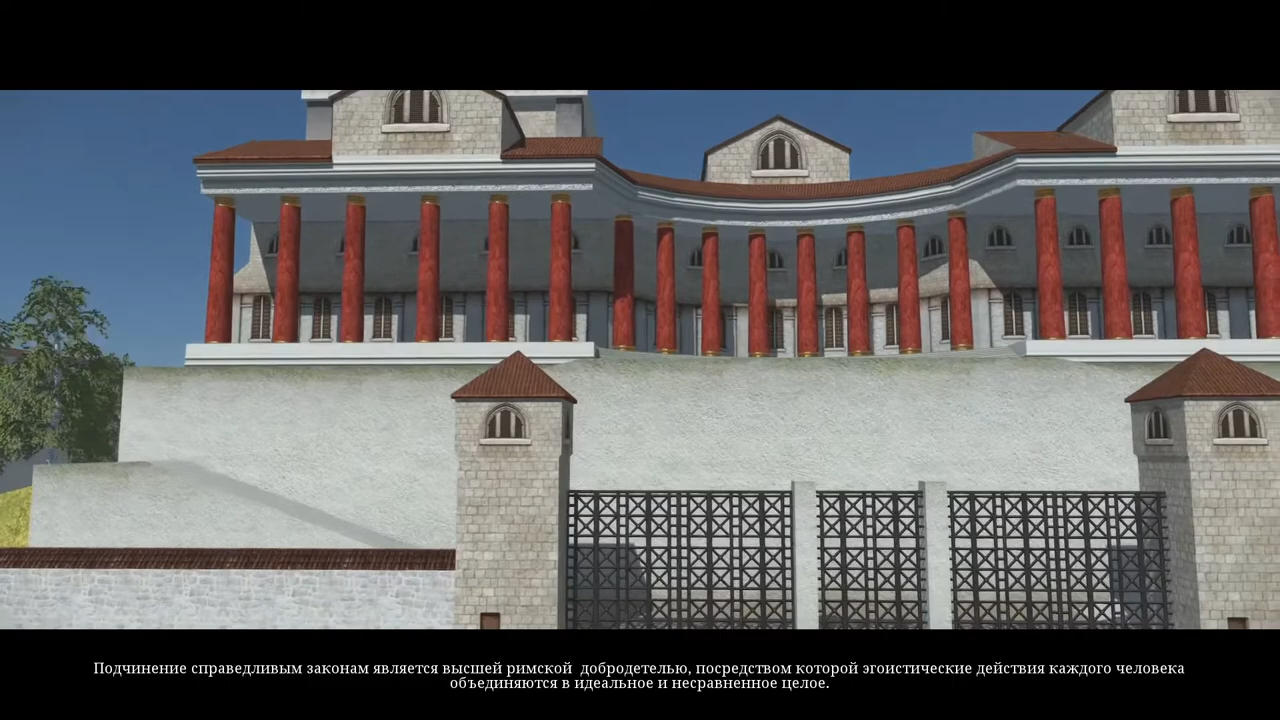 Подчинение справедливым законам является высшей римской  добродетелью, посредством которой эгоистические действия каждого человека
объединяются в идеальное и несравненное целое.